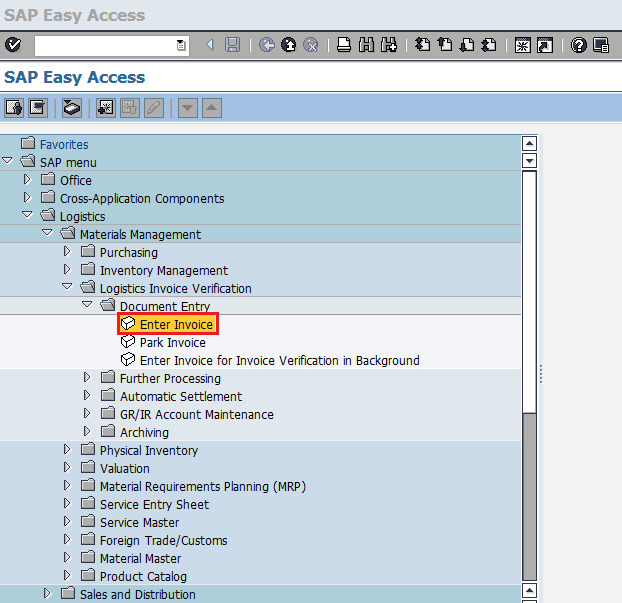 SAP Easy Access
SAP Easy Access
Favorites
SAP menu
Office
Cross-Application Components
Logistics
Materials Management
Purchasing
Inventory Management
Logistics Invoice Verification
Document Entry
Enter Invoice
Park Invoice
Enter Invoice for Invoice Verification in Background
Further Processing
Automatic Settlement
GR/IR Account Maintenance
Archiving
Physical Inventory
Valuation
Material Requirements Planning (MRP)
Service Entry Sheet
Service Master
Foreign Trade/Customs
Material Master
Product Catalog
Sales and Distribution